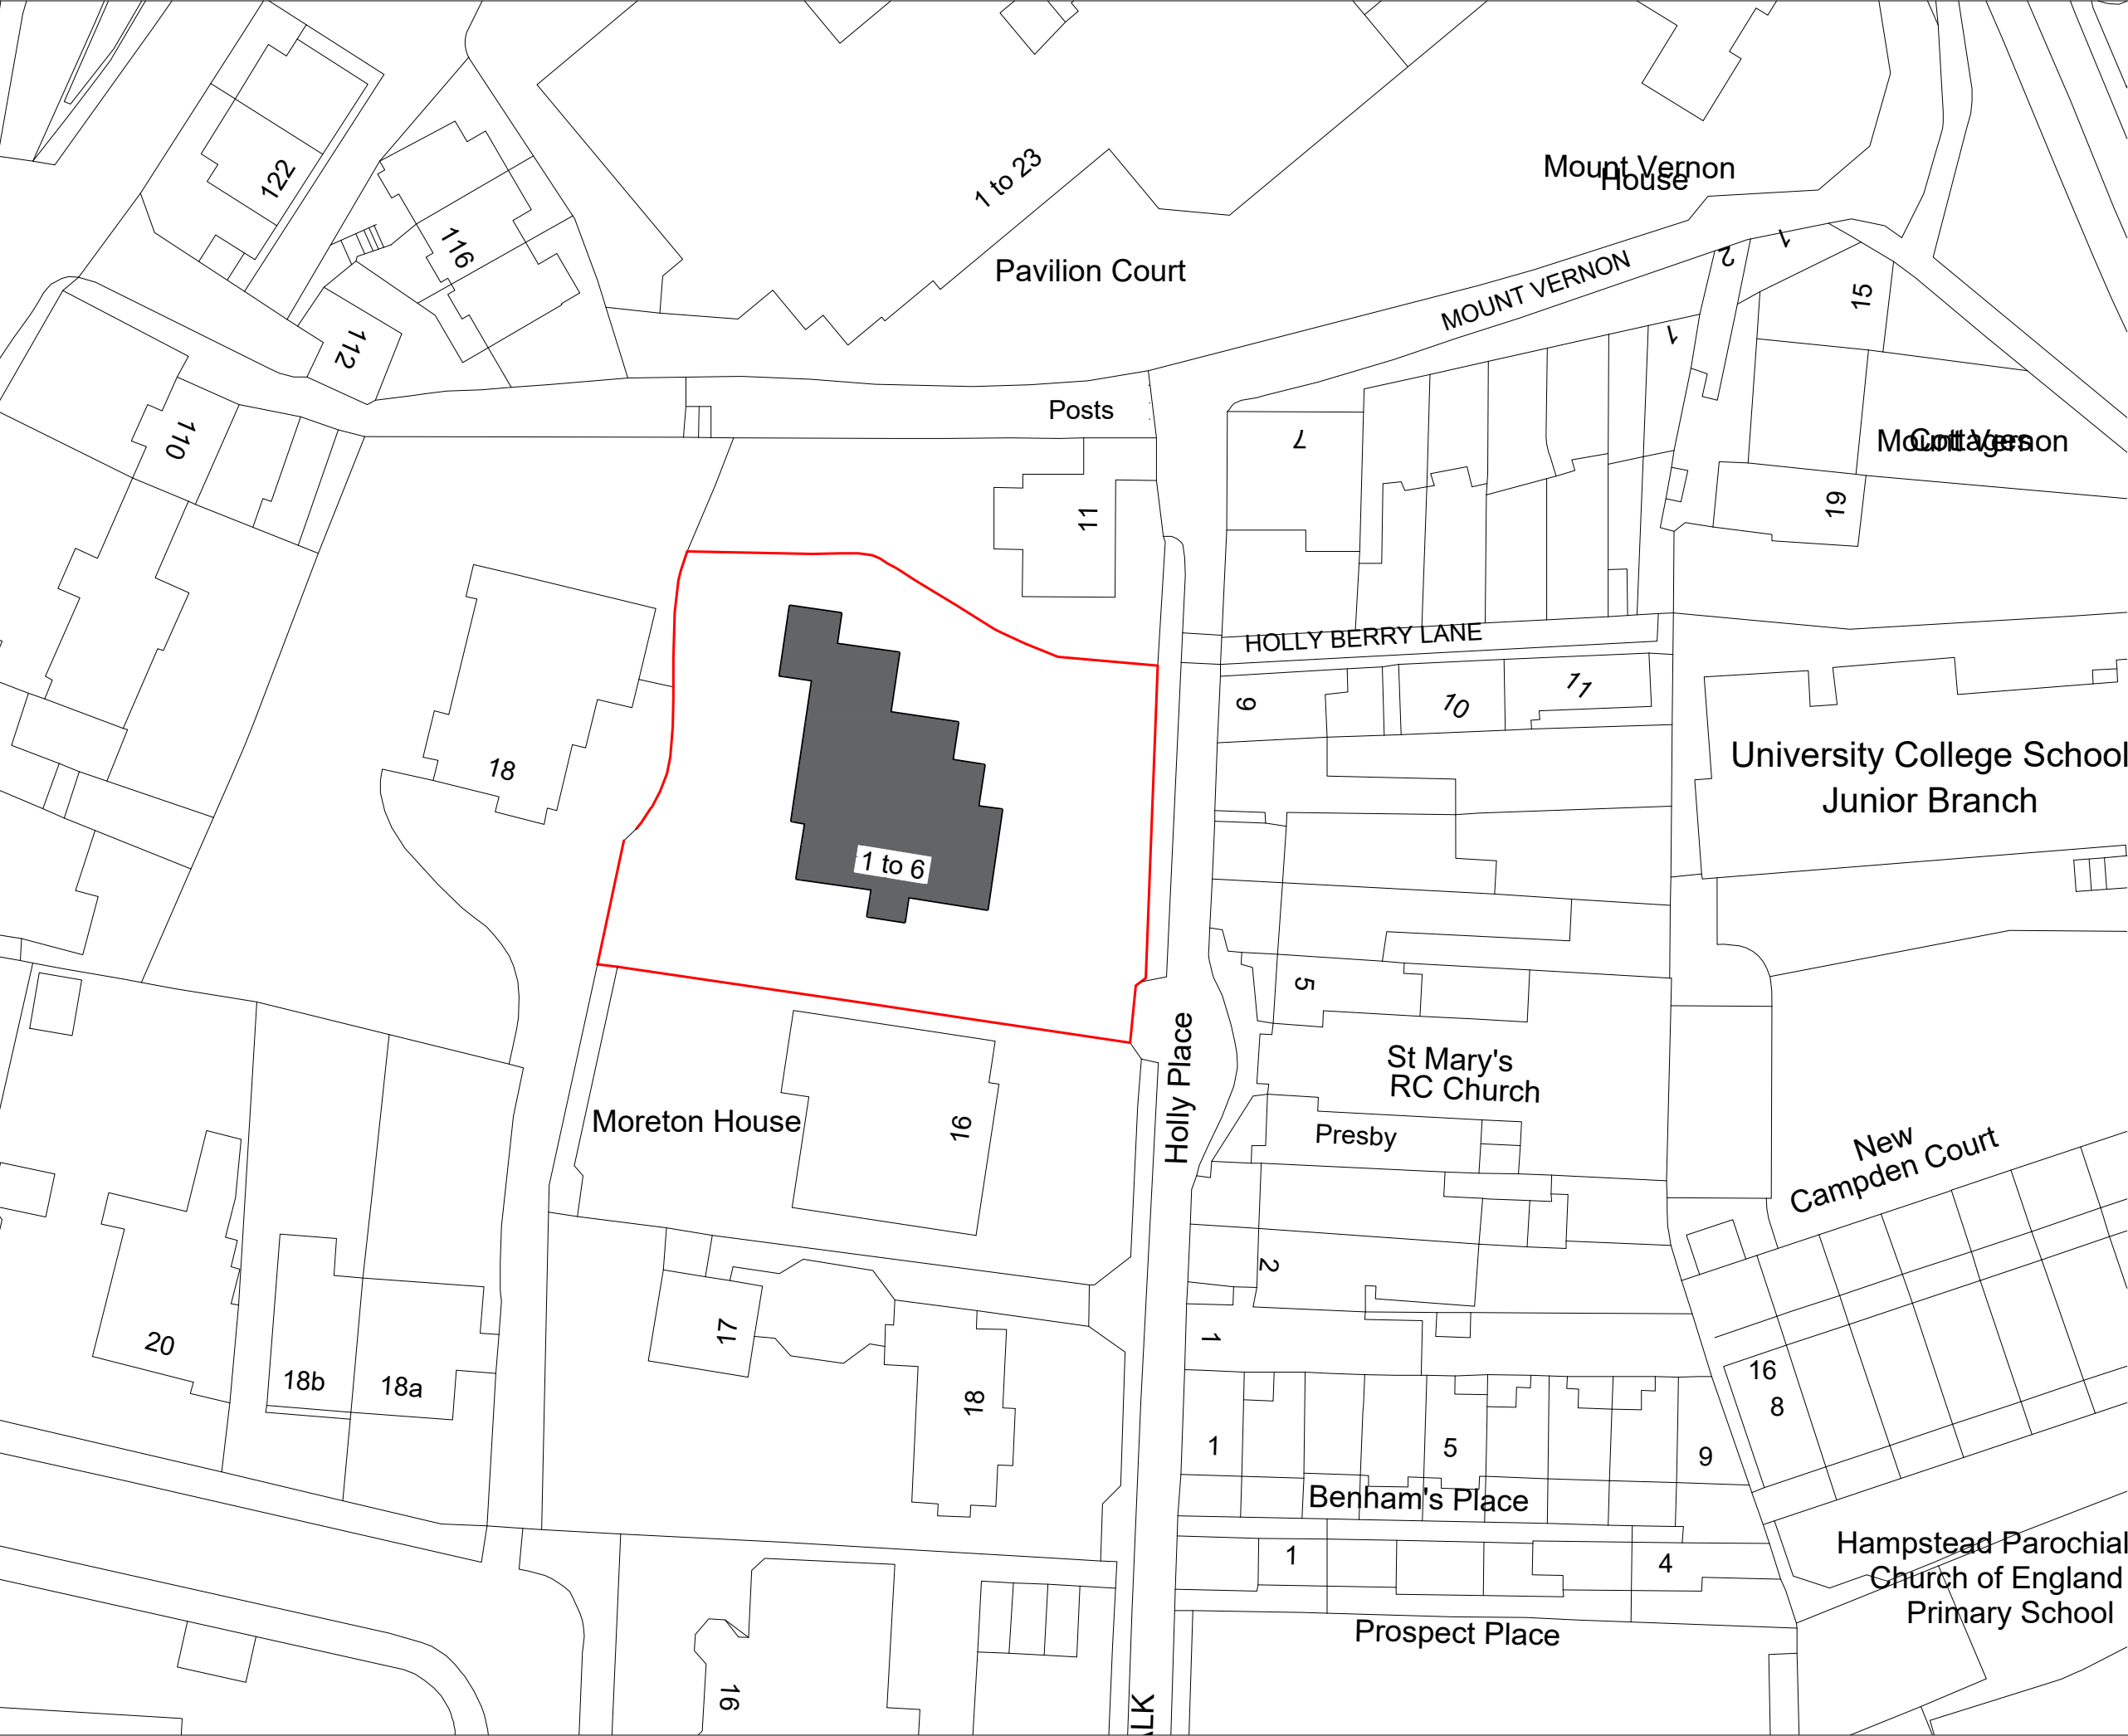 122
116
1 to 23
Mount Vernon
House
Pavilion Court
MOUNT VERNON
2
1
15
112
1
110
Posts
7
Mount Vernon
Cottages
11
19
HOLLY BERRY LANE
9
10
11
18
University College School
Junior Branch
1 to 6
5
Holly Place
St Mary's
RC Church
Moreton House
16
Presby
New
Campden Court
2
17
1
20
18b
18a
18
16
8
1
5
9
Benham's Place
1
4
Hampstead Parochial
Church of England
Primary School
Prospect Place
16
ALK